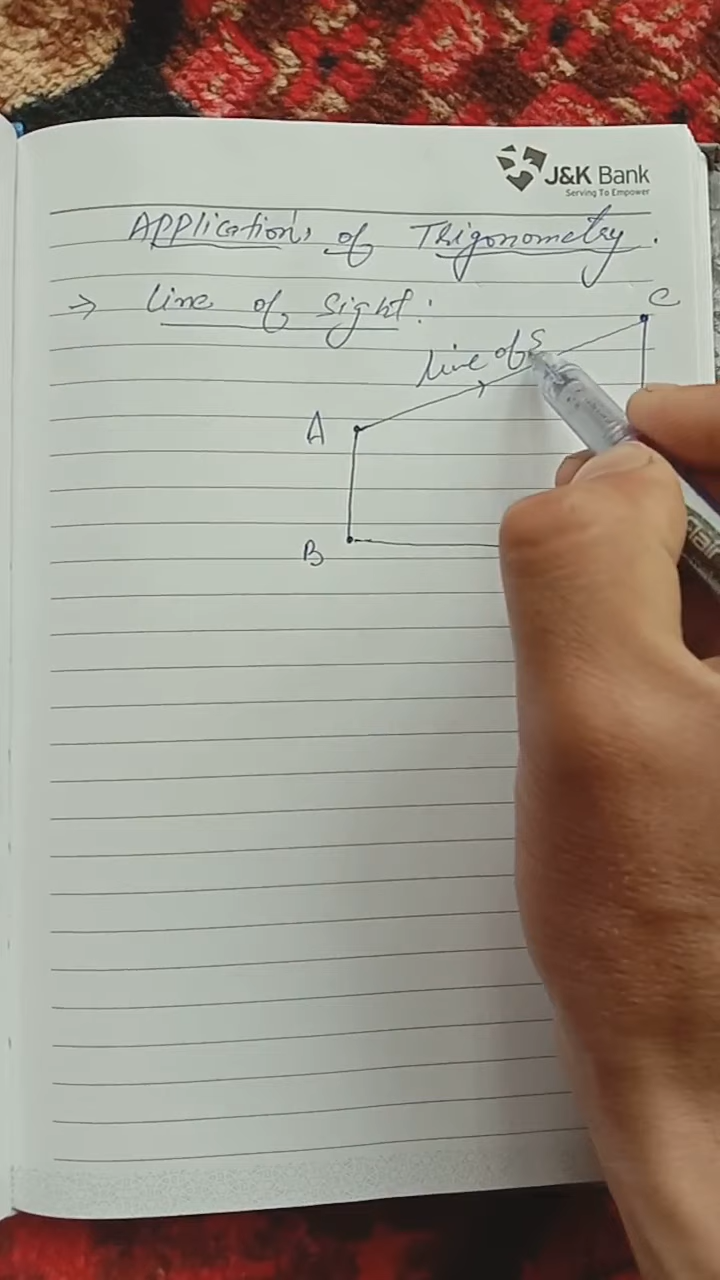 J&K Bank
Serving To Empower
Applications of Trigonometry.
→ Line of Sight:
C
Line of S
A
B